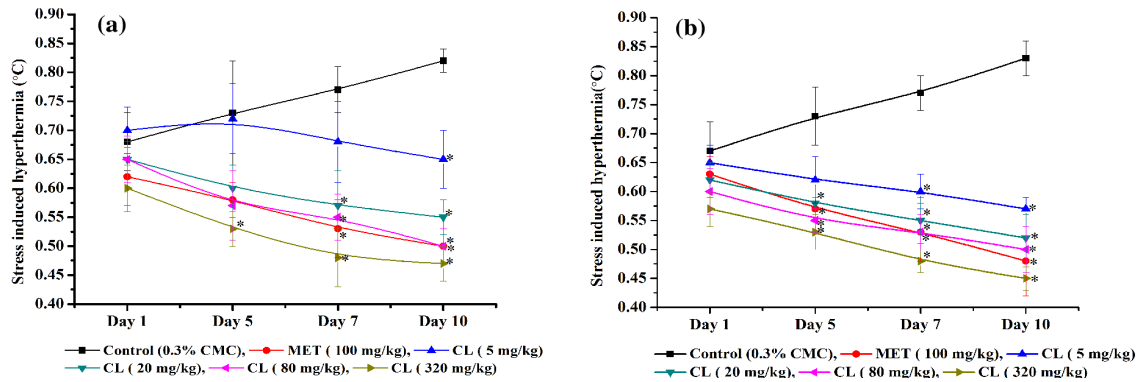 (a)
Stress induced hyperthermia (°C)
0.90
0.85
0.80
0.75
0.70
0.65
0.60
0.55
0.50
0.45
0.40
* * * * * * * * * *
Day 1 Day 5 Day 7 Day 10
Control (0.3% CMC), MET ( 100 mg/kg), CL ( 5 mg/kg)
CL ( 20 mg/kg), CL ( 80 mg/kg), CL ( 320 mg/kg)
(b)
Stress induced hyperthermia(°C)
0.90
0.85
0.80
0.75
0.70
0.65
0.60
0.55
0.50
0.45
0.40
* * * * * * * * * * * * * *
Day 1 Day 5 Day 7 Day 10
Control (0.3% CMC), MET ( 100 mg/kg), CL ( 5 mg/kg)
CL ( 20 mg/kg), CL ( 80 mg/kg), CL ( 320 mg/kg)